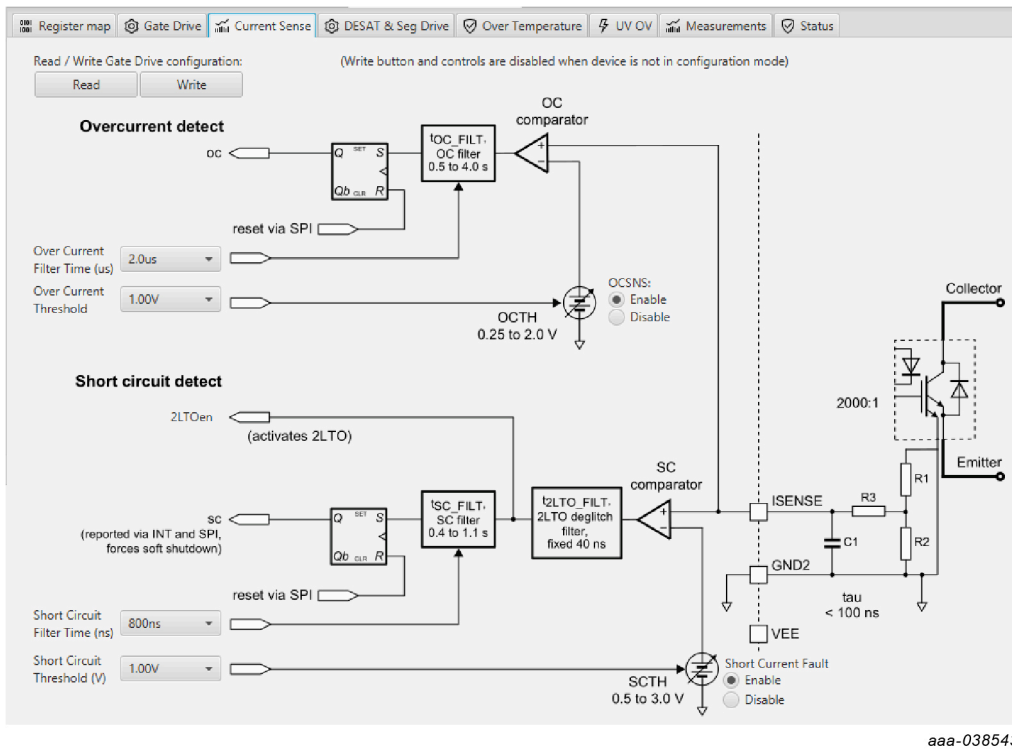 Register map
Gate Drive
Current Sense
DESAT & Seg Drive
Over Temperature
UV OV
Measurements
Status
Read / Write Gate Drive configuration:
(Write button and controls are disabled when device is not in configuration mode)
Read
Write
Overcurrent detect
OC
comparator
OC
Q SET S
Qb CLR R
tOC_FILT,
OC filter
0.5 to 4.0 s
+
−
reset via SPI
Over Current
Filter Time (us)
2.0us
Over Current
Threshold
1.00V
OCTH
0.25 to 2.0 V
OCSNS:
Enable
Disable
Collector
2000:1
Emitter
Short circuit detect
2LTOen
(activates 2LTO)
SC
comparator
SC
(reported via INT and SPI,
forces soft shutdown)
Q SET S
Qb CLR R
tSC_FILT,
SC filter
0.4 to 1.1 s
t2LTO_FILT,
2LTO deglitch
filter,
fixed 40 ns
+
−
ISENSE
R3
R1
R2
C1
GND2
tau
< 100 ns
VEE
reset via SPI
Short Circuit
Filter Time (ns)
800ns
Short Circuit
Threshold (V)
1.00V
SCTH
0.5 to 3.0 V
Short Current Fault
Enable
Disable